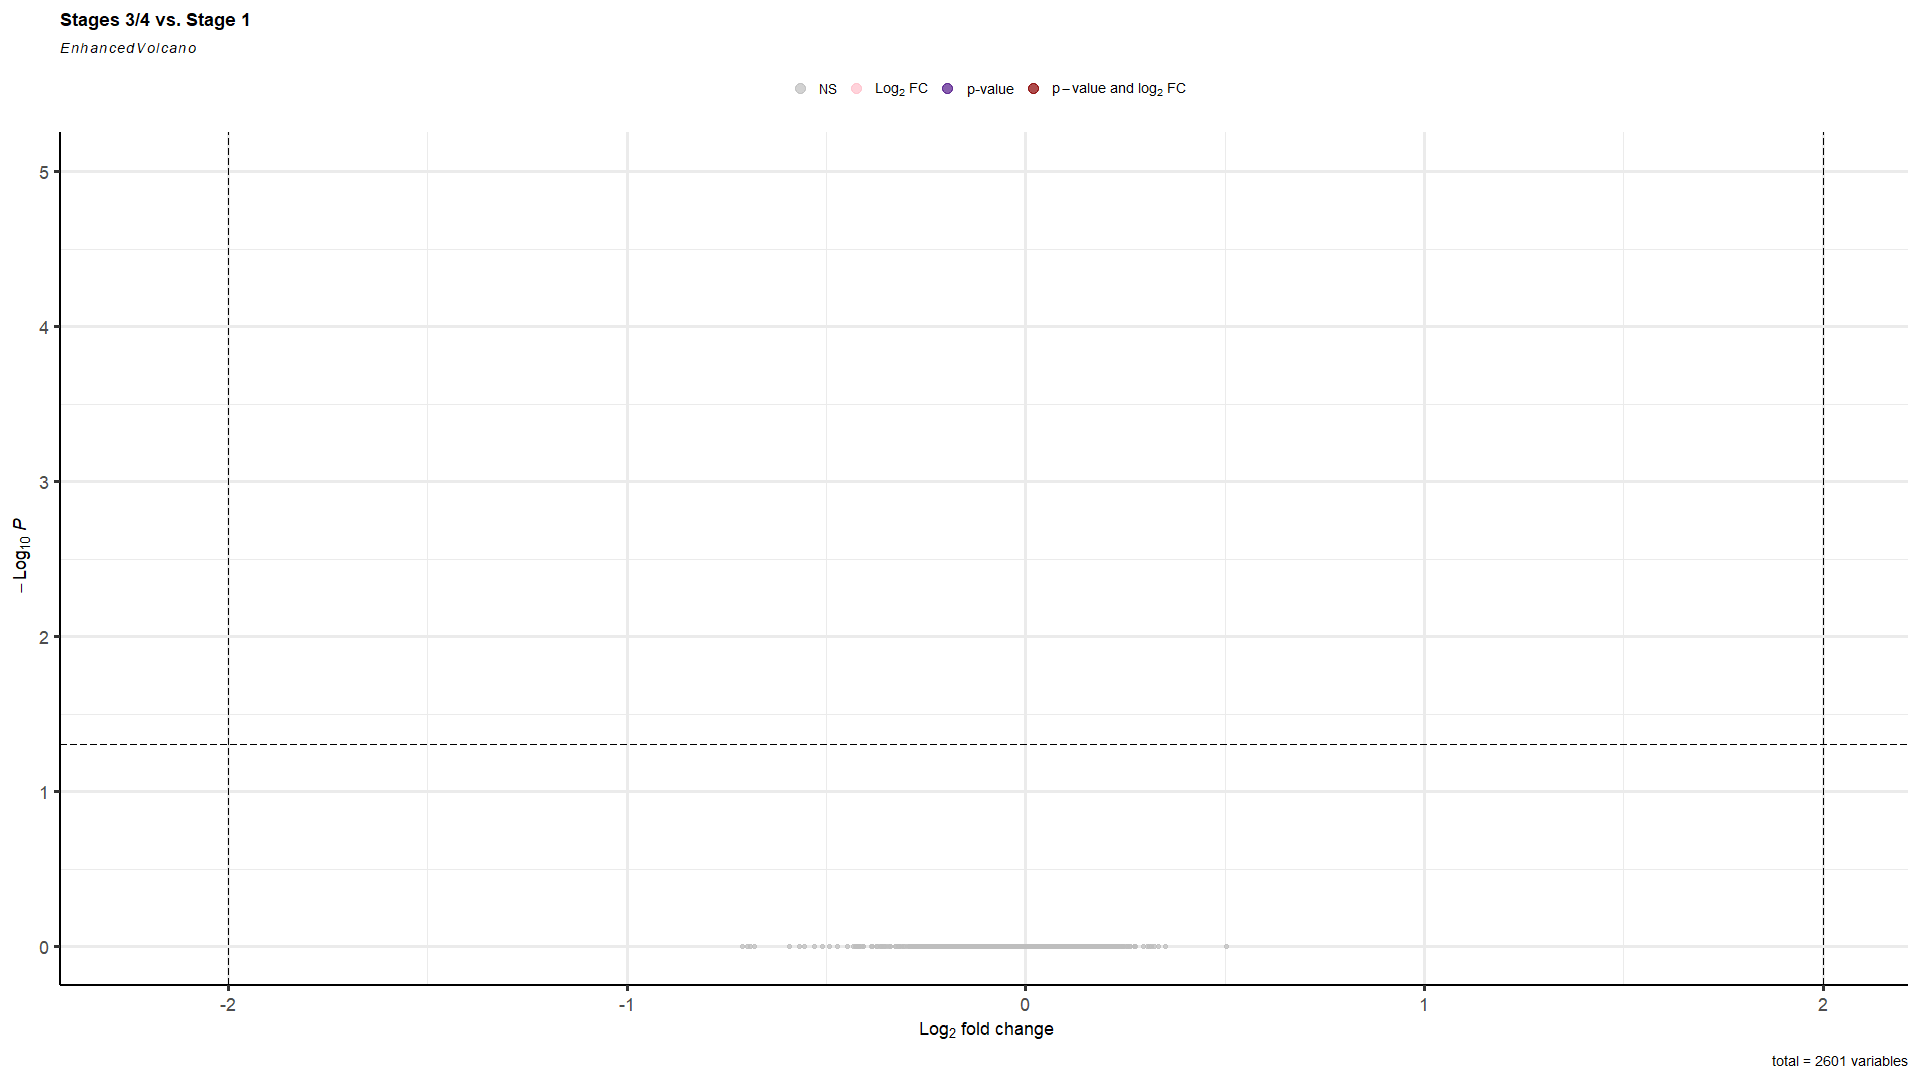 Stages 3/4 vs. Stage 1
EnhancedVolcano
NS Log₂ FC p-value p−value and log₂ FC
5
4
3
2
1
0
−Log₁₀ P
-2 -1 0 1 2
Log₂ fold change
total = 2601 variables